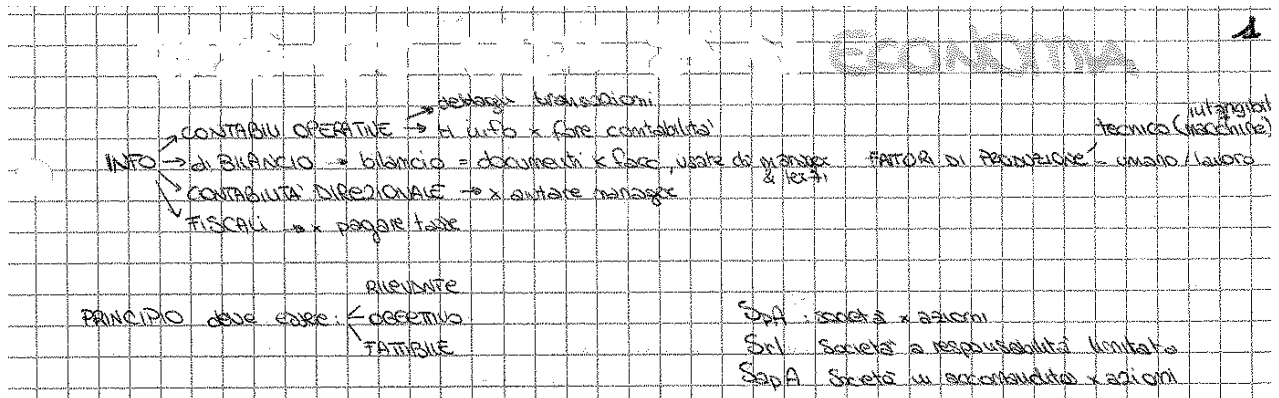 1
ECONOMIA
→ dettagli transazioni
→ CONTABILI OPERATIVE → info x fare contabilità
intangibil
tecnico (macchine)
INFO → di BILANCIO → bilancio = documenti x farlo, usate da manager & terzi
FATTORI DI PRODUZIONE - umano / lavoro
→ CONTABILITÀ DIREZIONALE → x aiutare manager
→ FISCALI → x pagare tasse
RILEVANTE
PRINCIPIO deve essere: < OGGETTIVO
FATTIBILE
SpA : società x azioni
Srl Società a responsabilità limitata
SapA Società in accomandita x azioni